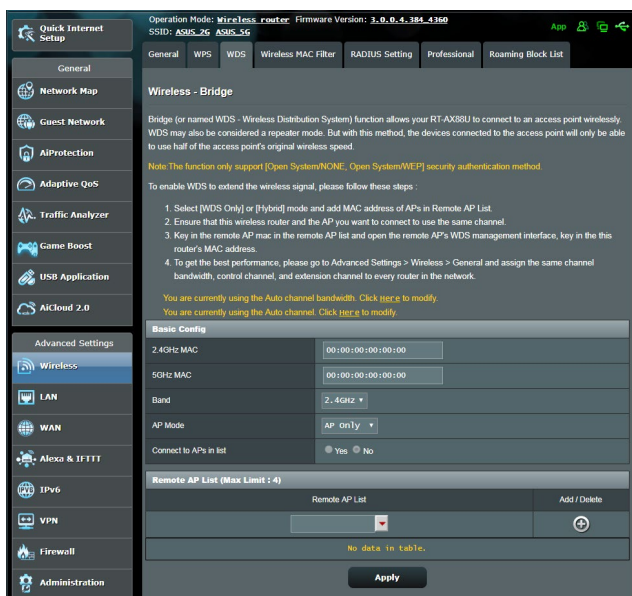 Operation Mode: Wireless router Firmware Version: 3.0.0.4.384_4360
SSID: ASUS_2G ASUS_5G
App
Quick Internet
Setup
General
Network Map
Guest Network
AiProtection
Adaptive QoS
Traffic Analyzer
Game Boost
USB Application
AiCloud 2.0
Advanced Settings
Wireless
LAN
WAN
Alexa & IFTTT
IPv6
VPN
Firewall
Administration
General WPS WDS Wireless MAC Filter RADIUS Setting Professional Roaming Block List
Wireless - Bridge
Bridge (or named WDS - Wireless Distribution System) function allows your RT-AX88U to connect to an access point wirelessly.
WDS may also be considered a repeater mode. But with this method, the devices connected to the access point will only be able
to use half of the access point's original wireless speed.
Note:The function only support [Open System/NONE, Open System/WEP] security authentication method.
To enable WDS to extend the wireless signal, please follow these steps :
1. Select [WDS Only] or [Hybrid] mode and add MAC address of APs in Remote AP List.
2. Ensure that this wireless router and the AP you want to connect to use the same channel.
3. Key in the remote AP mac in the remote AP list and open the remote AP's WDS management interface, key in the this
router's MAC address.
4. To get the best performance, please go to Advanced Settings > Wireless > General and assign the same channel
bandwidth, control channel, and extension channel to every router in the network.
You are currently using the Auto channel bandwidth. Click Here to modify.
You are currently using the Auto channel. Click Here to modify.
Basic Config
2.4GHz MAC 00:00:00:00:00:00
5GHz MAC 00:00:00:00:00:00
Band 2.4GHz
AP Mode AP Only
Connect to APs in list Yes No
Remote AP List (Max Limit : 4)
Remote AP List Add / Delete
No data in table.
Apply